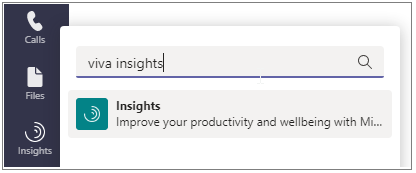 Calls
viva insights
Files
Insights
Improve your productivity and wellbeing with Mi...
Insights